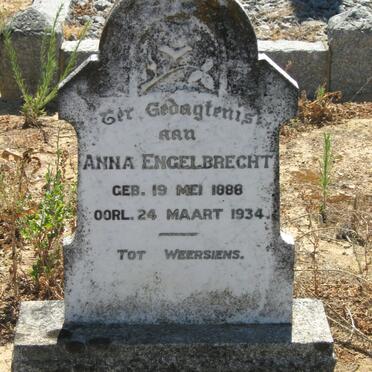 Ter Gedagtenis
aan
ANNA ENGELBRECHT
GEB. 19 MEI 1888
OORL. 24 MAART 1934.
TOT WEERSIENS.